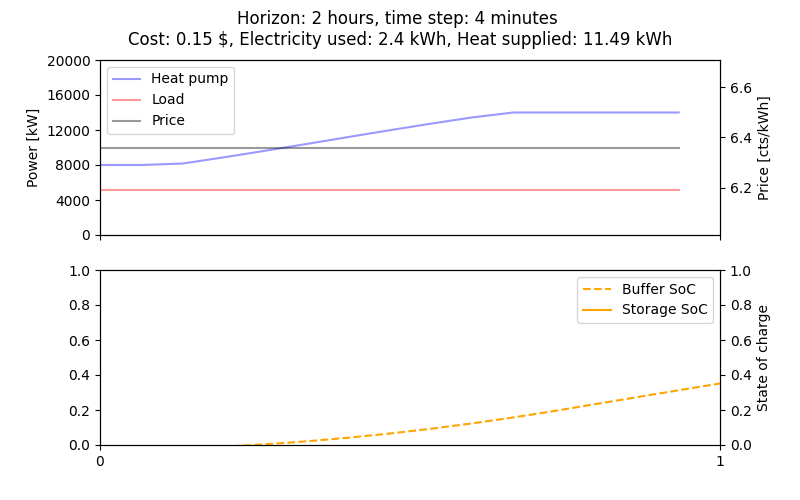 Horizon: 2 hours, time step: 4 minutes
Cost: 0.15 $, Electricity used: 2.4 kWh, Heat supplied: 11.49 kWh
Power [kW]
20000
16000
12000
8000
4000
0
Heat pump
Load
Price
6.6
6.4
6.2
Price [cts/kWh]
1.0
0.8
0.6
0.4
0.2
0.0
Buffer SoC
Storage SoC
1.0
0.8
0.6
0.4
0.2
0.0
State of charge
0
1